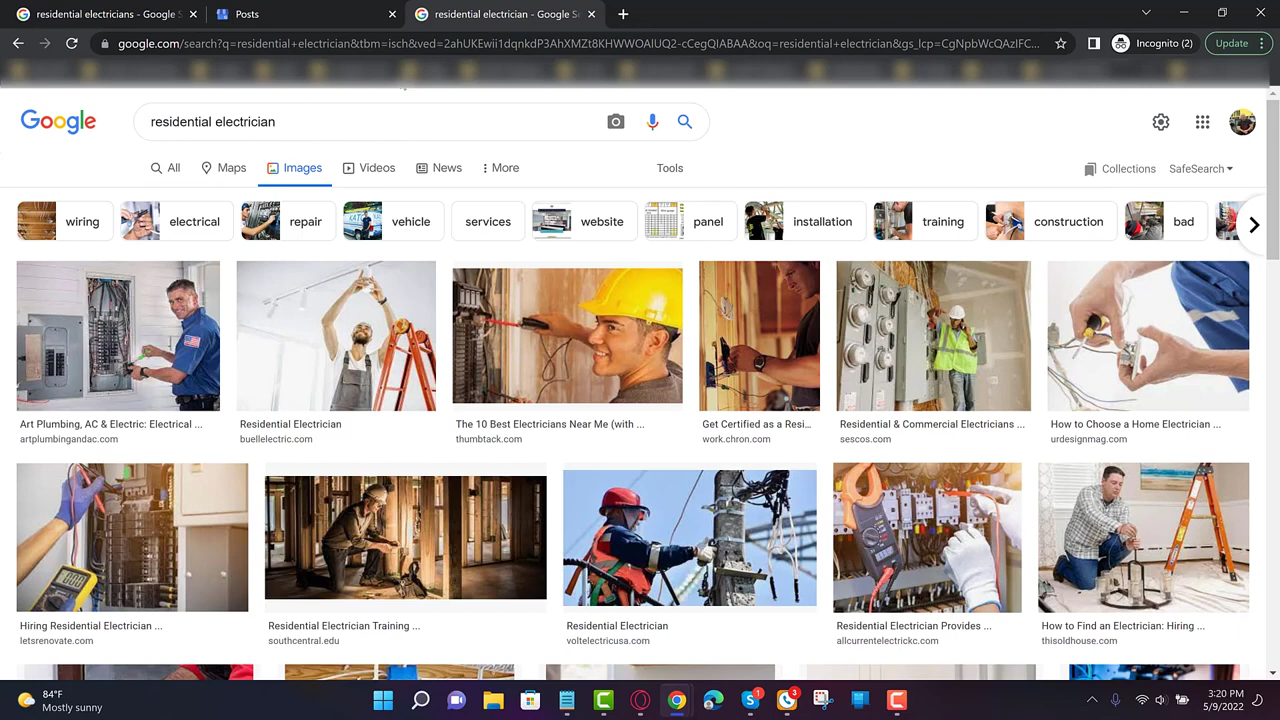 residential electricians - Google S
Posts
residential electrician - Google S
google.com/search?q=residential+electrician&tbm=isch&ved=2ahUKEwii1dqnkdP3AhXMZt8KHWWOAlUQ2-cCegQIABAA&oq=residential+electrician&gs_lcp=CgNpbWcQAzIFC...
Incognito (2)
Update
Google
residential electrician
All
Maps
Images
Videos
News
More
Tools
Collections
SafeSearch
wiring
electrical
repair
vehicle
services
website
panel
installation
training
construction
bad
Art Plumbing, AC & Electric: Electrical ...
artplumbingandac.com
Residential Electrician
buellelectric.com
The 10 Best Electricians Near Me (with ...
thumbtack.com
Get Certified as a Resi...
work.chron.com
Residential & Commercial Electricians ...
sescos.com
How to Choose a Home Electrician ...
urdesignmag.com
Hiring Residential Electrician ...
letsrenovate.com
Residential Electrician Training ...
southcentral.edu
Residential Electrician
voltelectricusa.com
Residential Electrician Provides ...
allcurrentelectrickc.com
How to Find an Electrician: Hiring ...
thisoldhouse.com
84°F
Mostly sunny
1
3
3:20 PM
5/9/2022